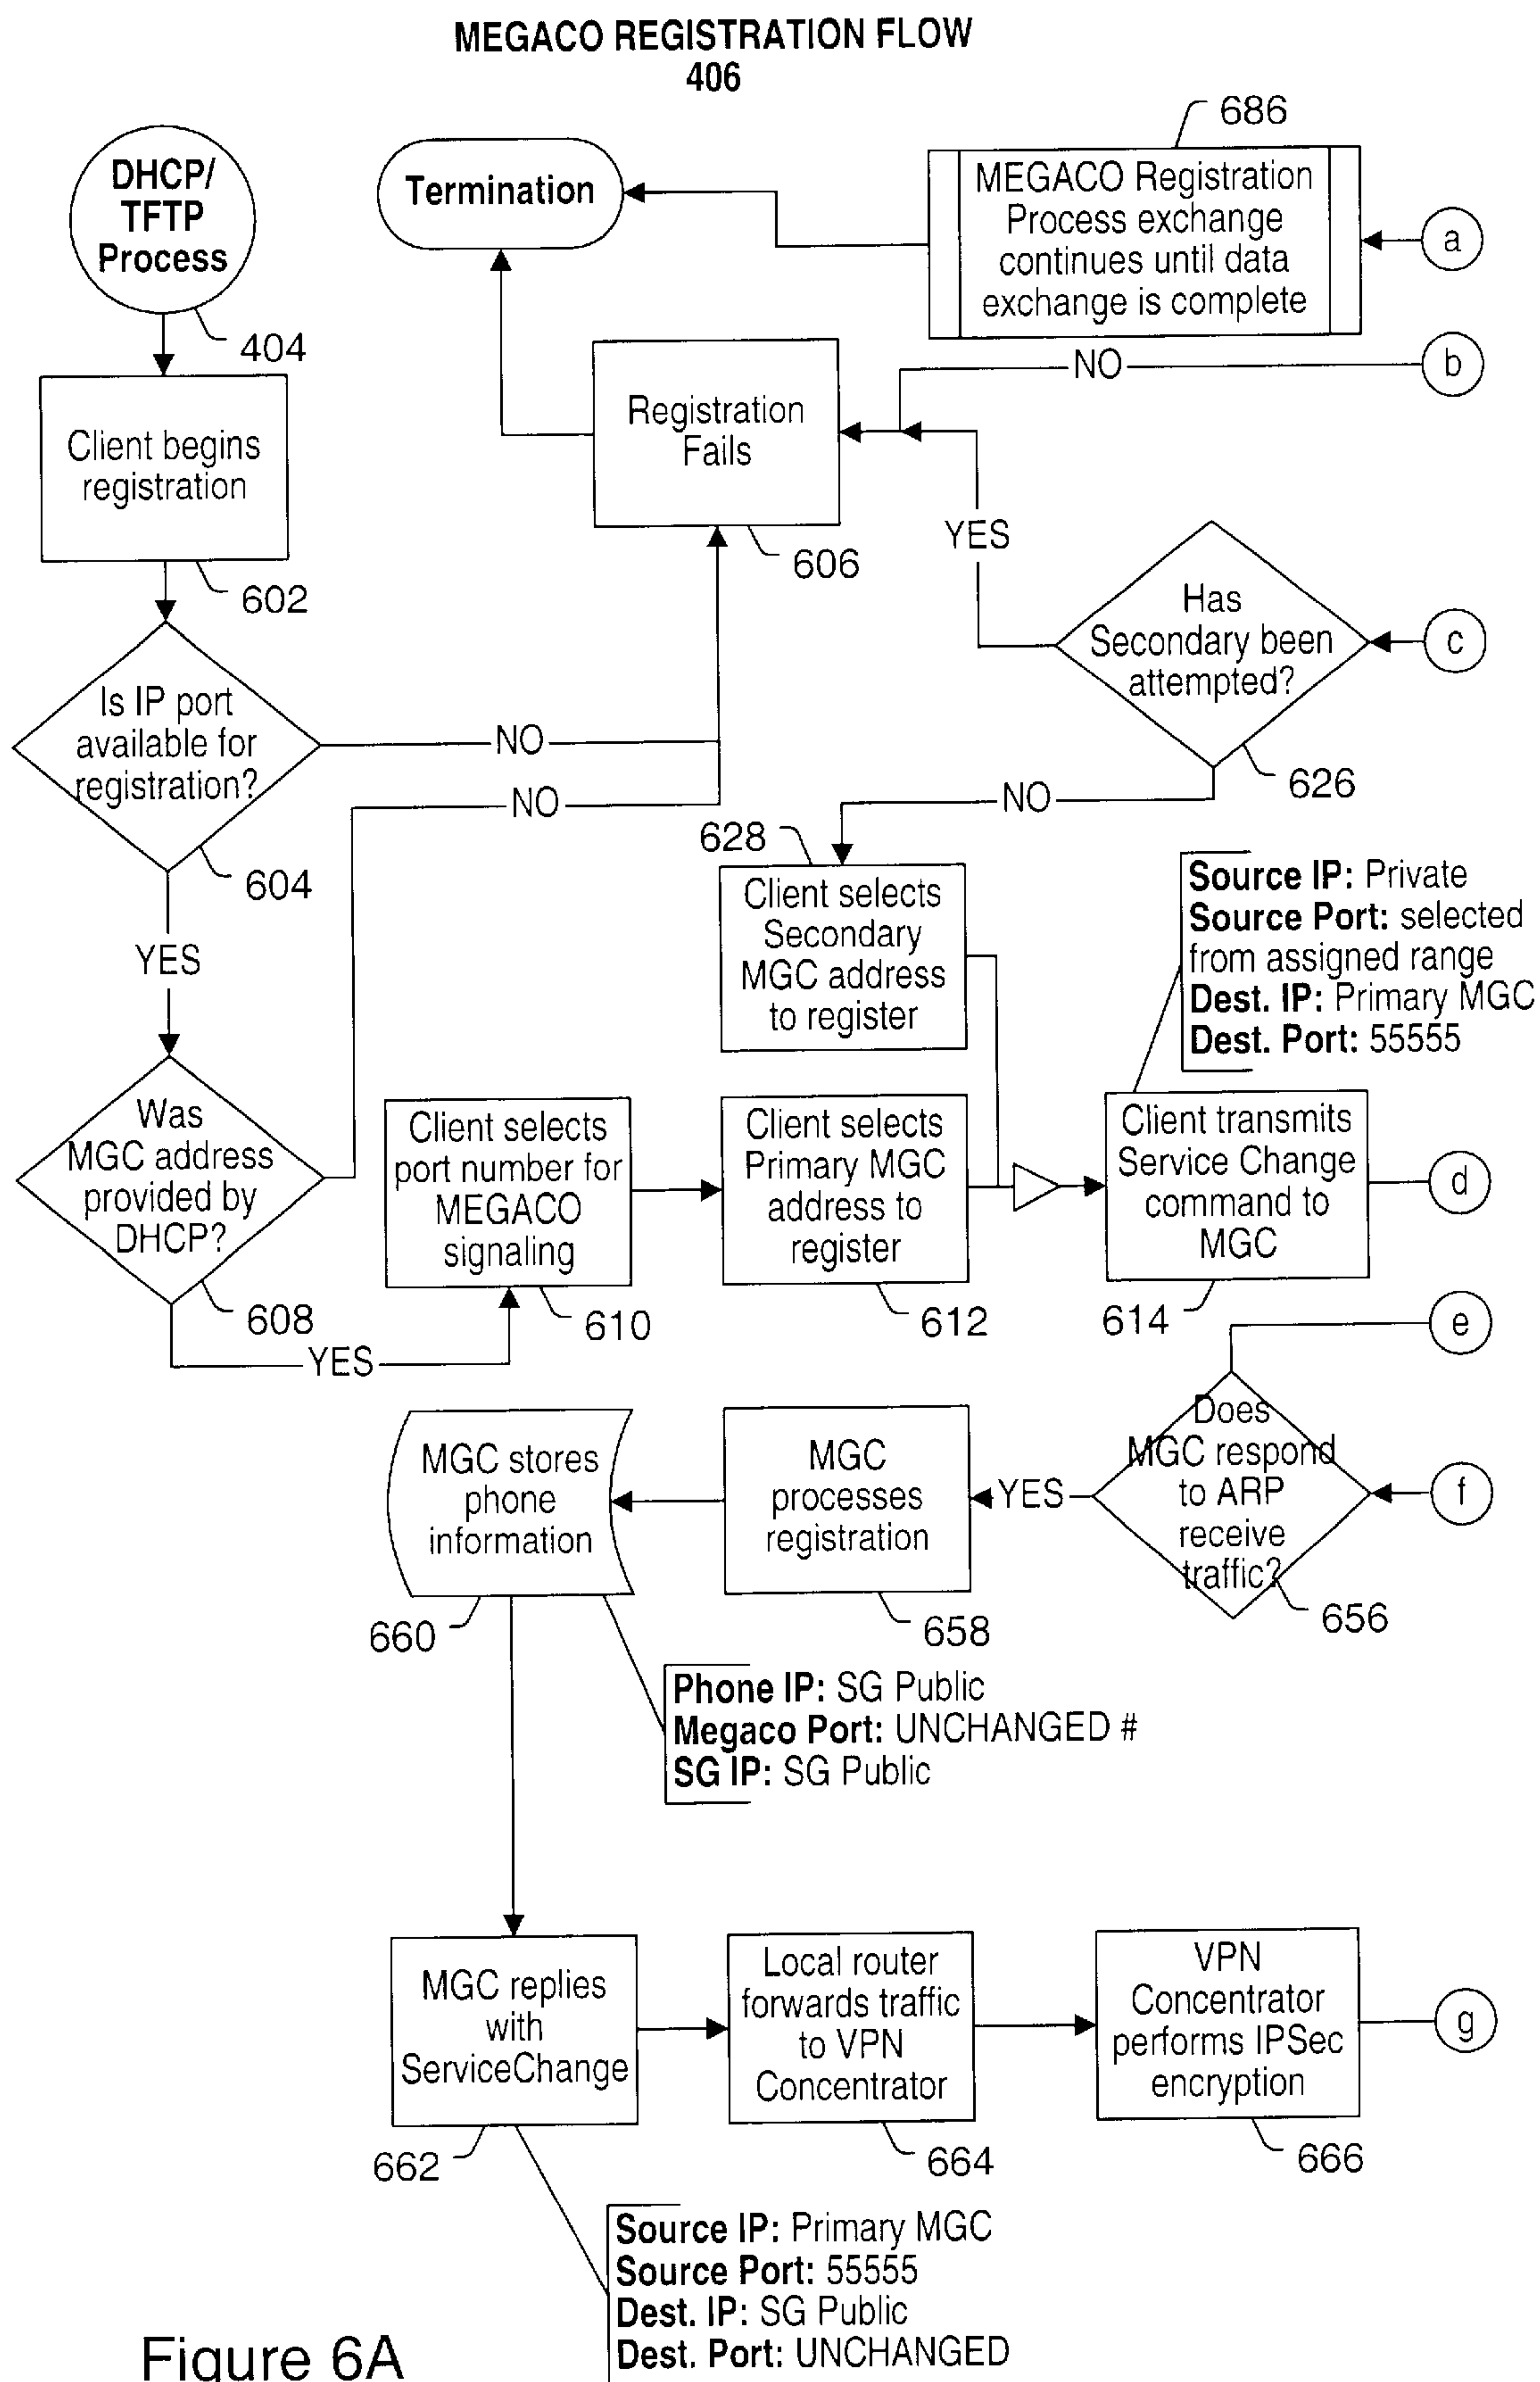 MEGACO REGISTRATION FLOW
406
686
DHCP/
TFTP
Process
404
Termination
MEGACO Registration
Process exchange
continues until data
exchange is complete
a
NO
b
Client begins
registration
602
Registration
Fails
606
YES
Has
Secondary been
attempted?
c
626
Is IP port
available for
registration?
604
NO
NO
NO
YES
628
Client selects
Secondary
MGC address
to register
Source IP: Private
Source Port: selected
from assigned range
Dest. IP: Primary MGC
Dest. Port: 55555
Was
MGC address
provided by
DHCP?
608
YES
Client selects
port number for
MEGACO
signaling
610
Client selects
Primary MGC
address to
register
612
Client transmits
Service Change
command to
MGC
614
d
e
Does
MGC respond
to ARP
receive
traffic?
656
f
YES
MGC
processes
registration
658
MGC stores
phone
information
660
Phone IP: SG Public
Megaco Port: UNCHANGED #
SG IP: SG Public
MGC replies
with
ServiceChange
662
Local router
forwards traffic
to VPN
Concentrator
664
VPN
Concentrator
performs IPSec
encryption
666
g
Source IP: Primary MGC
Source Port: 55555
Dest. IP: SG Public
Dest. Port: UNCHANGED
Figure 6A